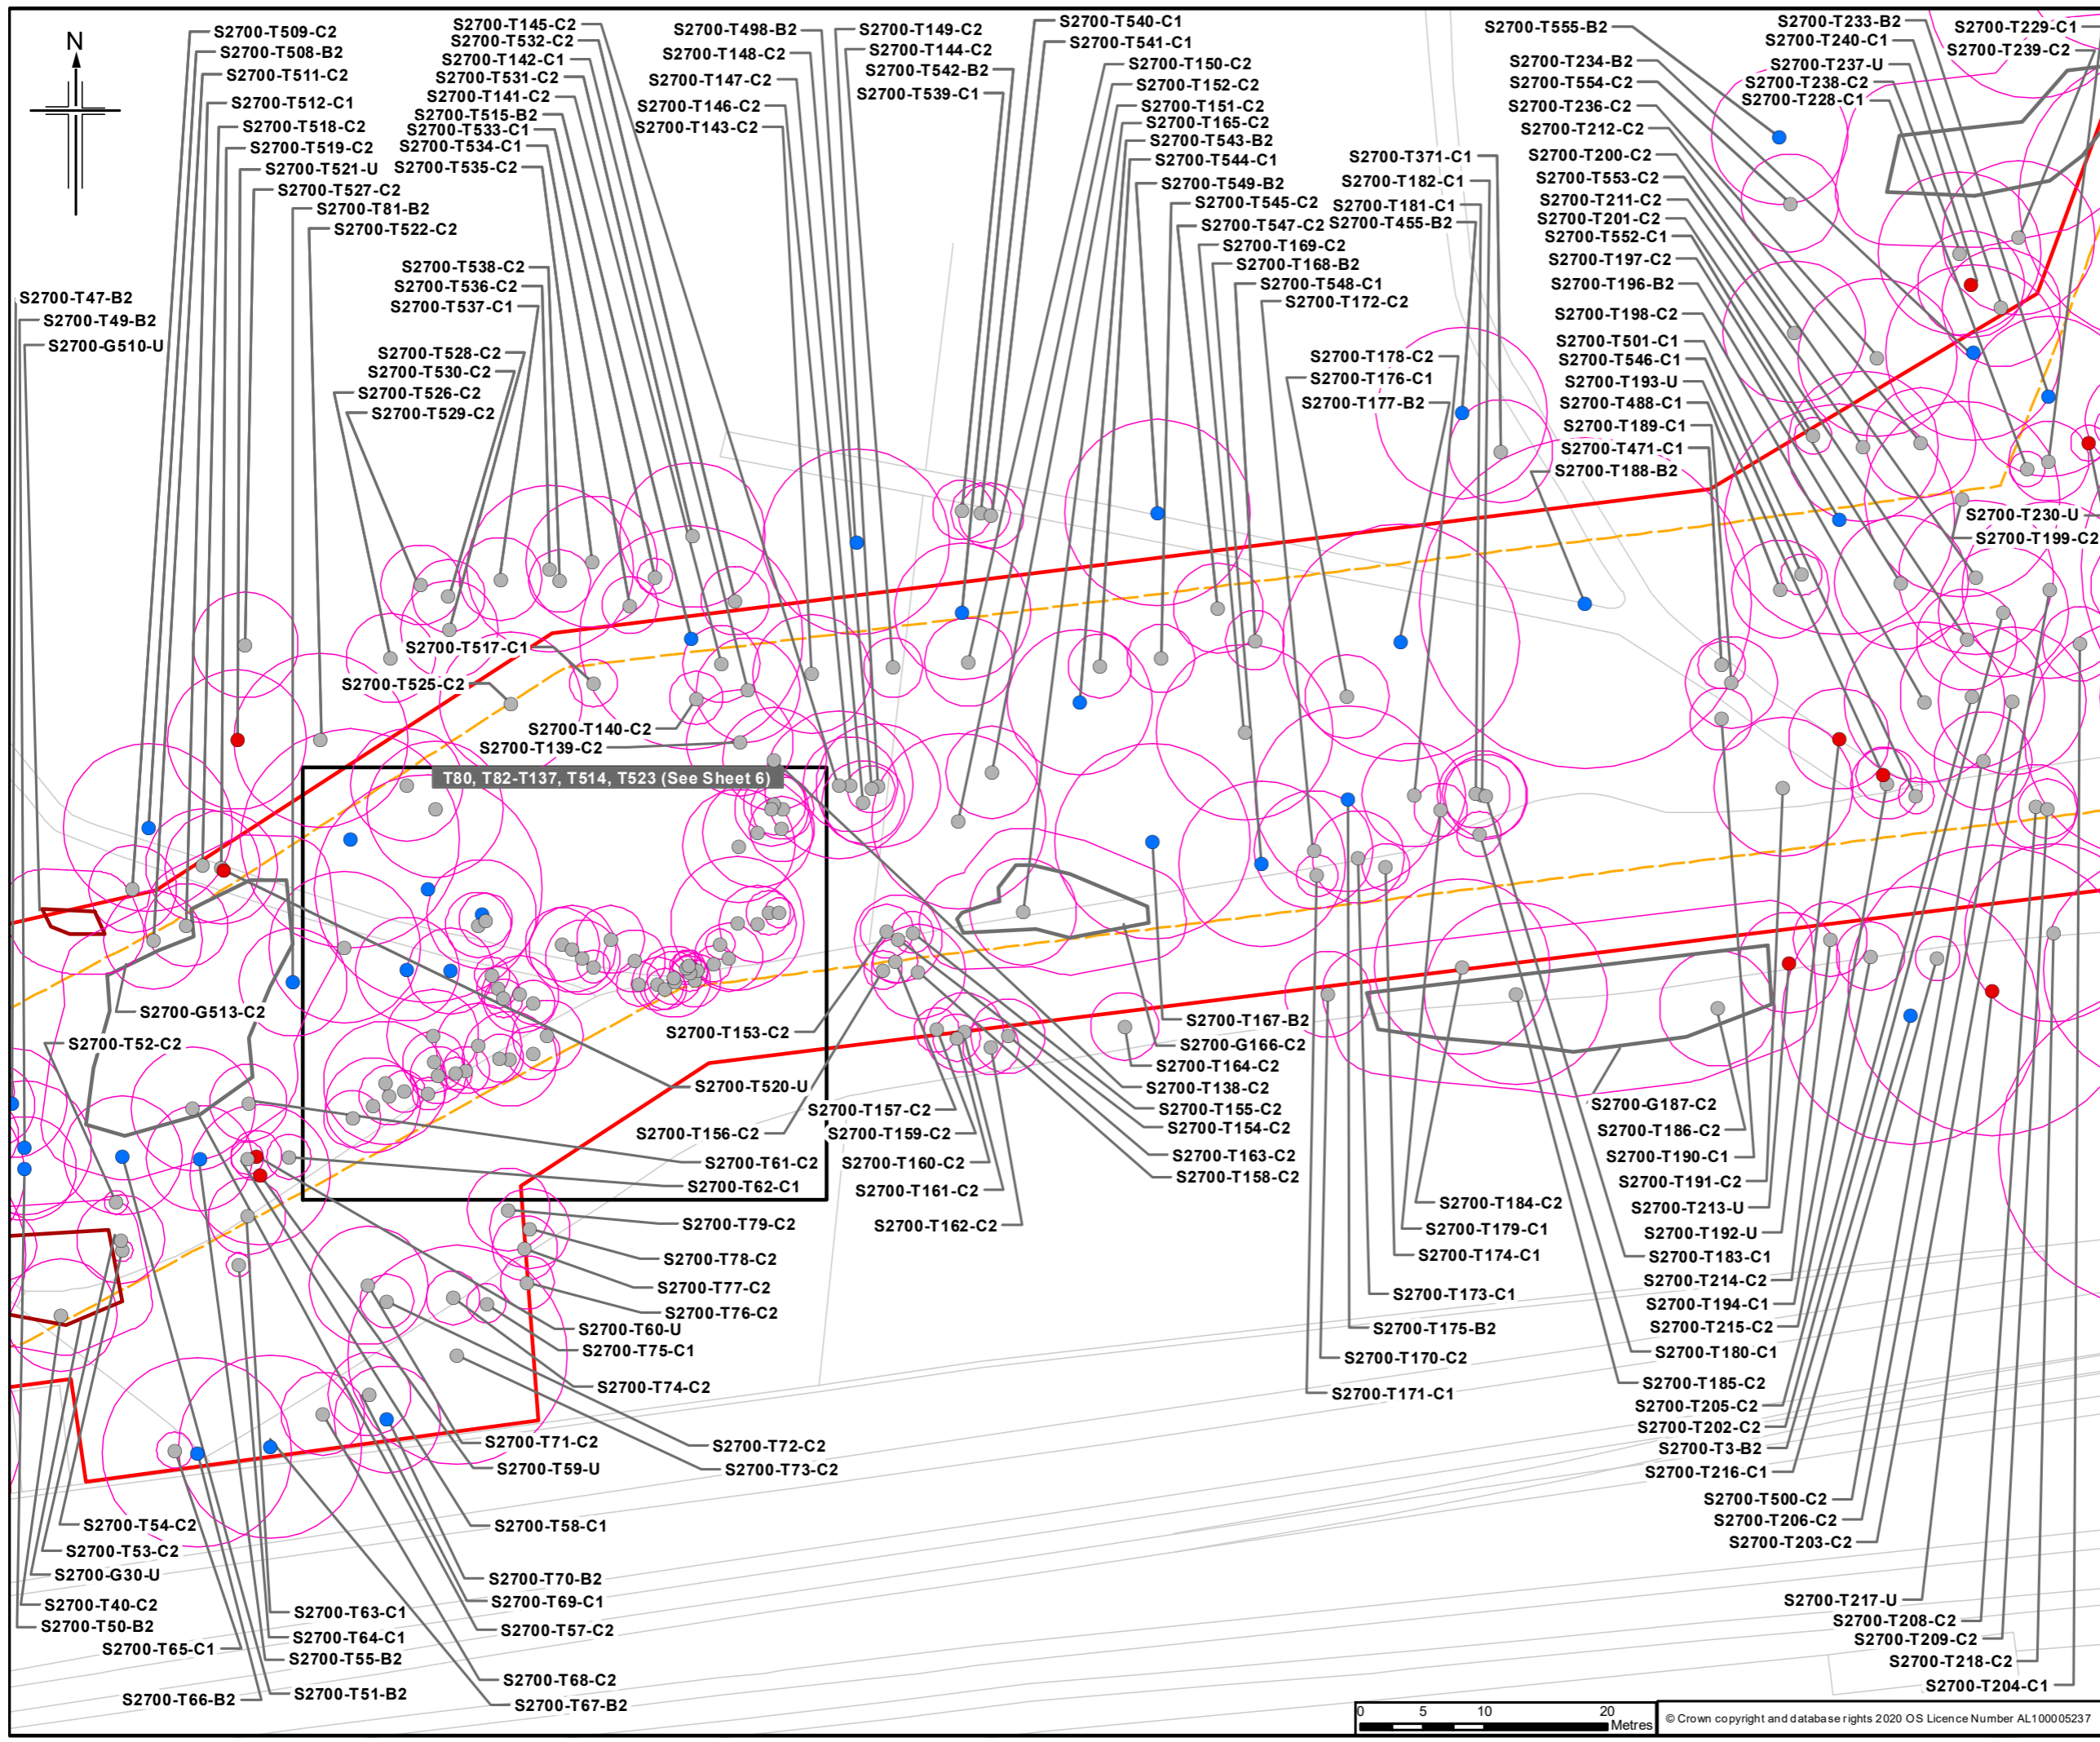 N
S2700-T509-C2
S2700-T508-B2
S2700-T511-C2
S2700-T512-C1
S2700-T518-C2
S2700-T519-C2
S2700-T521-U
S2700-T527-C2
S2700-T81-B2
S2700-T522-C2
S2700-T145-C2
S2700-T532-C2
S2700-T142-C1
S2700-T531-C2
S2700-T141-C2
S2700-T515-B2
S2700-T533-C1
S2700-T534-C1
S2700-T535-C2
S2700-T538-C2
S2700-T536-C2
S2700-T537-C1
S2700-T528-C2
S2700-T530-C2
S2700-T526-C2
S2700-T529-C2
S2700-T47-B2
S2700-T49-B2
S2700-G510-U
S2700-T498-B2
S2700-T148-C2
S2700-T147-C2
S2700-T146-C2
S2700-T143-C2
S2700-T149-C2
S2700-T144-C2
S2700-T542-B2
S2700-T539-C1
S2700-T540-C1
S2700-T541-C1
S2700-T150-C2
S2700-T152-C2
S2700-T151-C2
S2700-T165-C2
S2700-T543-B2
S2700-T544-C1
S2700-T549-B2
S2700-T545-C2
S2700-T547-C2
S2700-T169-C2
S2700-T168-B2
S2700-T548-C1
S2700-T172-C2
S2700-T371-C1
S2700-T182-C1
S2700-T181-C1
S2700-T455-B2
S2700-T178-C2
S2700-T176-C1
S2700-T177-B2
S2700-T555-B2
S2700-T234-B2
S2700-T554-C2
S2700-T236-C2
S2700-T212-C2
S2700-T200-C2
S2700-T553-C2
S2700-T211-C2
S2700-T201-C2
S2700-T552-C1
S2700-T197-C2
S2700-T196-B2
S2700-T198-C2
S2700-T501-C1
S2700-T546-C1
S2700-T193-U
S2700-T488-C1
S2700-T189-C1
S2700-T471-C1
S2700-T188-B2
S2700-T233-B2
S2700-T240-C1
S2700-T237-U
S2700-T238-C2
S2700-T228-C1
S2700-T229-C1
S2700-T239-C2
S2700-T230-U
S2700-T199-C2
S2700-T517-C1
S2700-T525-C2
S2700-T140-C2
S2700-T139-C2
T80, T82-T137, T514, T523 (See Sheet 6)
S2700-G513-C2
S2700-T52-C2
S2700-T153-C2
S2700-T520-U
S2700-T157-C2
S2700-T156-C2
S2700-T159-C2
S2700-T61-C2
S2700-T160-C2
S2700-T62-C1
S2700-T161-C2
S2700-T79-C2
S2700-T162-C2
S2700-T78-C2
S2700-T77-C2
S2700-T76-C2
S2700-T60-U
S2700-T75-C1
S2700-T74-C2
S2700-T167-B2
S2700-G166-C2
S2700-T164-C2
S2700-T138-C2
S2700-T155-C2
S2700-T154-C2
S2700-T163-C2
S2700-T158-C2
S2700-T184-C2
S2700-T179-C1
S2700-T174-C1
S2700-T173-C1
S2700-T175-B2
S2700-T170-C2
S2700-T171-C1
S2700-G187-C2
S2700-T186-C2
S2700-T190-C1
S2700-T191-C2
S2700-T213-U
S2700-T192-U
S2700-T183-C1
S2700-T214-C2
S2700-T194-C1
S2700-T215-C2
S2700-T180-C1
S2700-T185-C2
S2700-T205-C2
S2700-T202-C2
S2700-T3-B2
S2700-T216-C1
S2700-T500-C2
S2700-T206-C2
S2700-T203-C2
S2700-T217-U
S2700-T208-C2
S2700-T209-C2
S2700-T218-C2
S2700-T204-C1
S2700-T71-C2
S2700-T72-C2
S2700-T59-U
S2700-T73-C2
S2700-T58-C1
S2700-T70-B2
S2700-T69-C1
S2700-T57-C2
S2700-T68-C2
S2700-T67-B2
S2700-T54-C2
S2700-T53-C2
S2700-G30-U
S2700-T40-C2
S2700-T50-B2
S2700-T65-C1
S2700-T66-B2
S2700-T63-C1
S2700-T64-C1
S2700-T55-B2
S2700-T51-B2
0 5 10 20
Metres
© Crown copyright and database rights 2020 OS Licence Number AL100005237